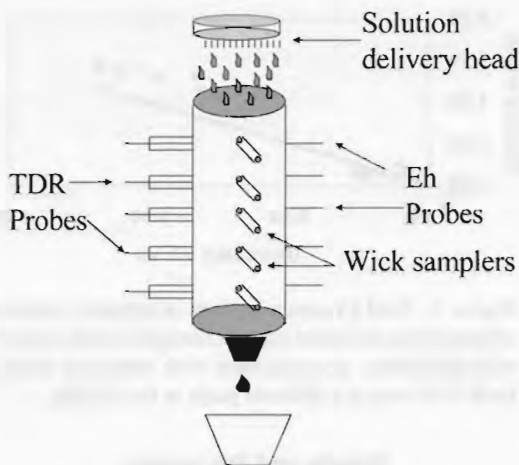 Solution
delivery head
TDR
Probes
Eh
Probes
Wick samplers